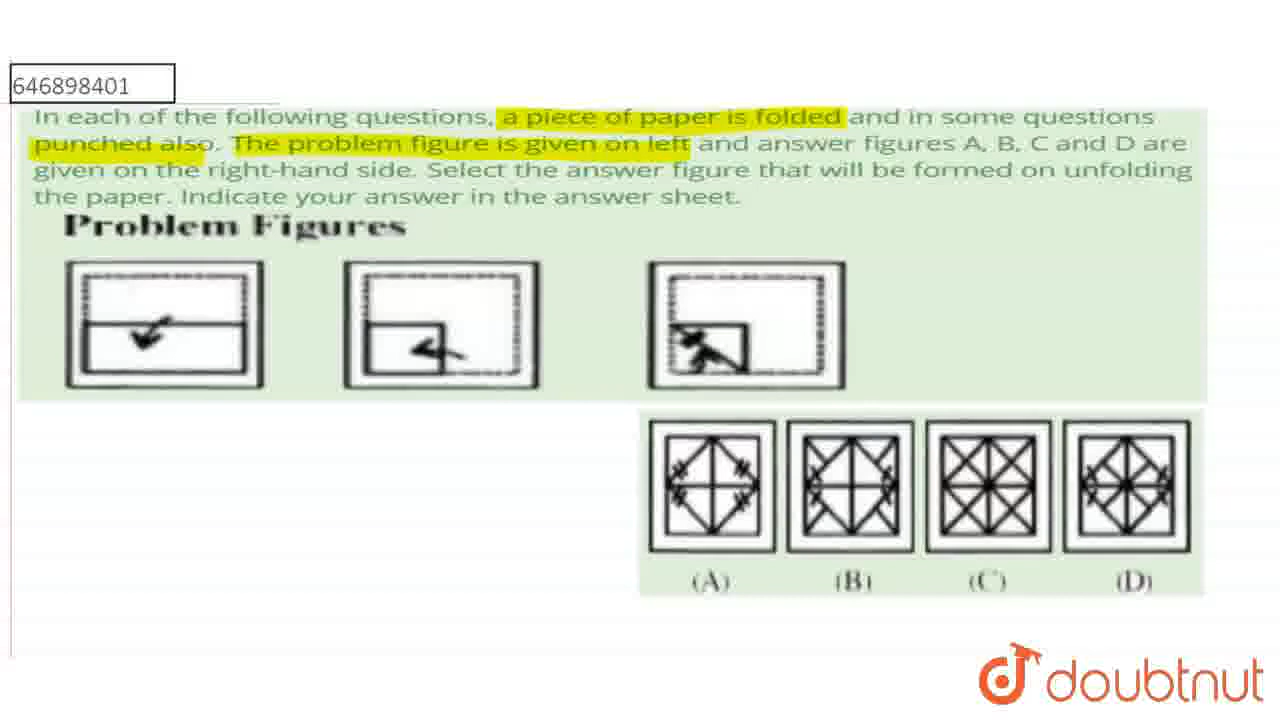 646898401
In each of the following questions, a piece of paper is folded and in some questions
punched also. The problem figure is given on left and answer figures A, B, C and D are
given on the right-hand side. Select the answer figure that will be formed on unfolding
the paper. Indicate your answer in the answer sheet.
Problem Figures
(A) (B) (C) (D)
doubtnut